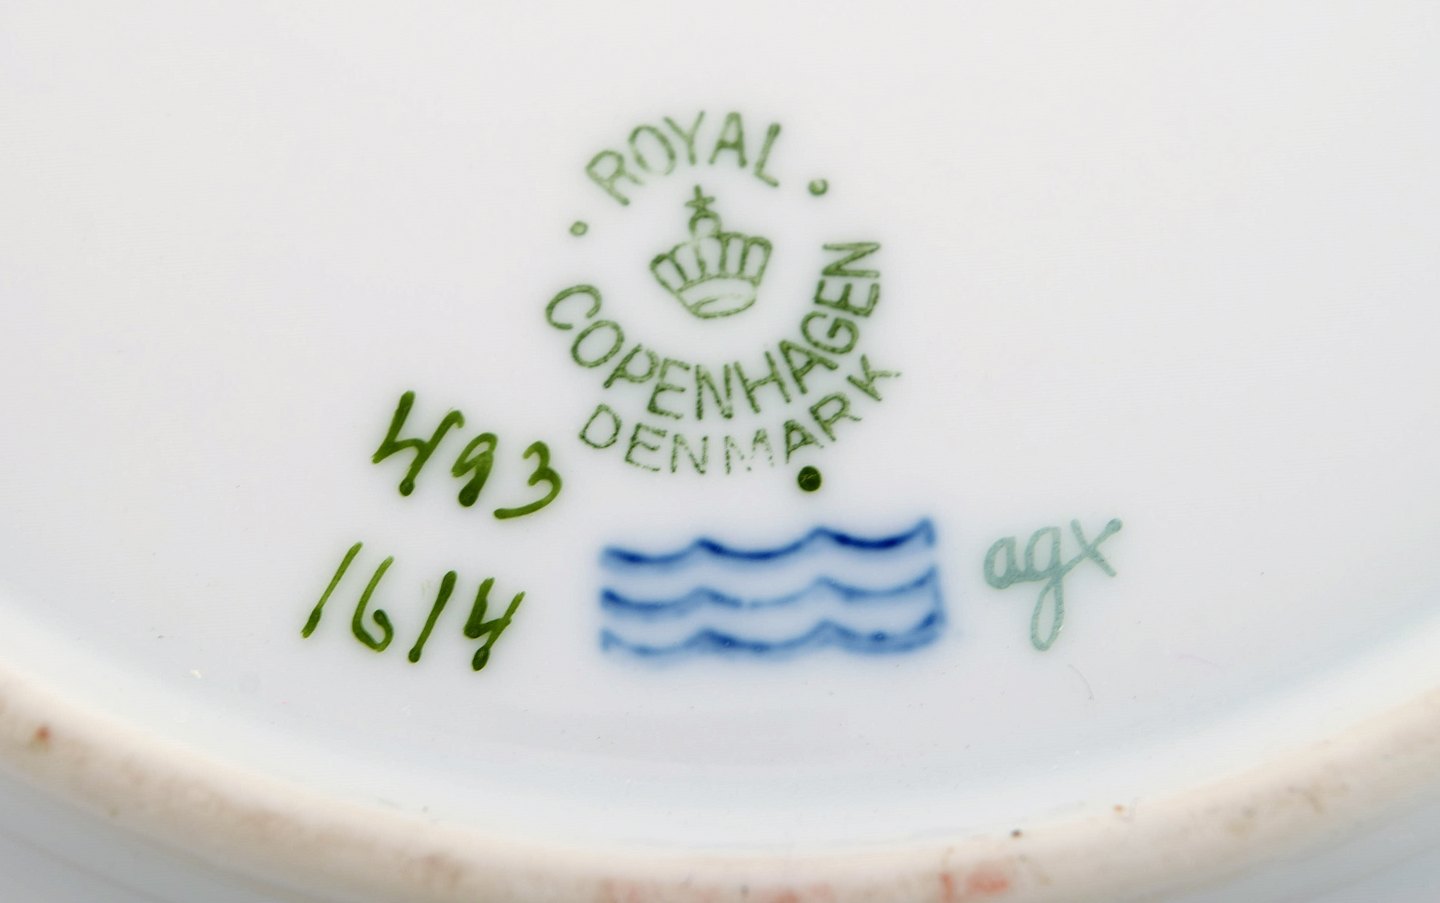 ROYAL
COPENHAGEN
DENMARK
493
1614
agx